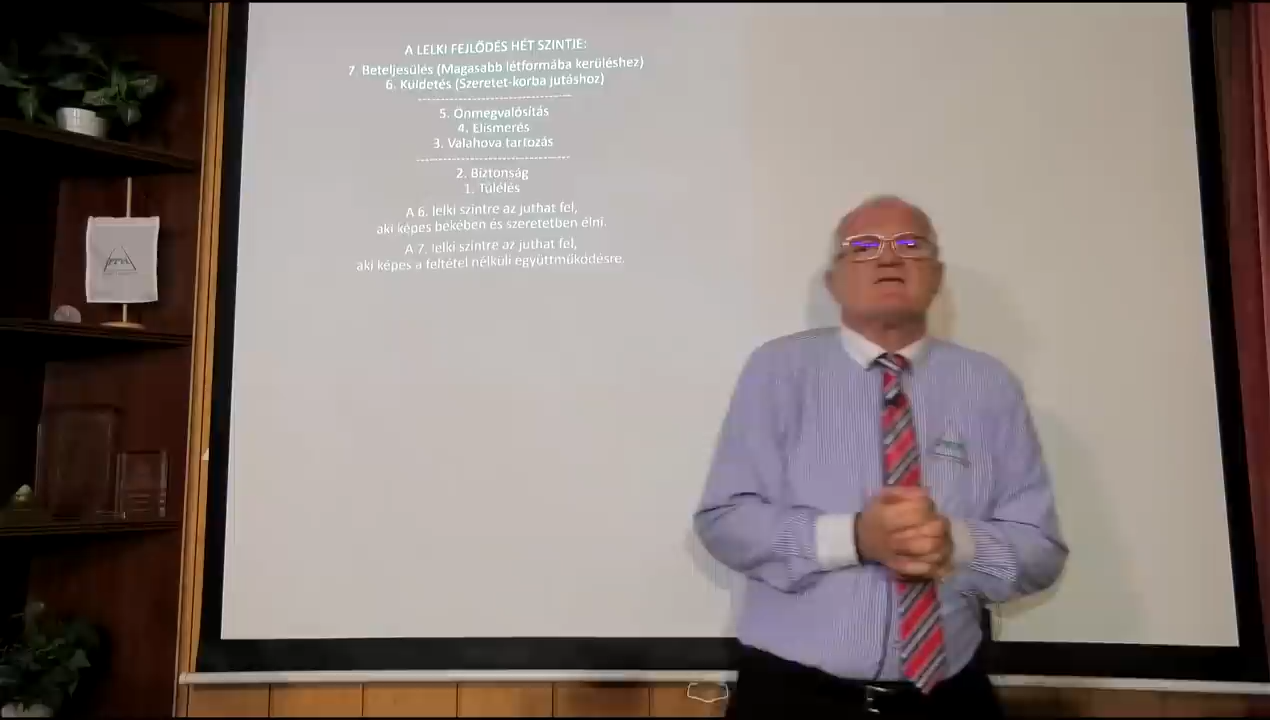 A LELKI FEJLŐDÉS HÉT SZINTJE:
7. Beteljesülés (Magasabb létformába kerüléshez)
6. Küldetés (Szeretet-korba jutáshoz)
5. Önmegvalósítás
4. Elismerés
3. Valahova tartozás
2. Biztonság
1. Túlélés
A 6. lelki szintre az juthat fel,
aki képes békében és szeretetben élni.
A 7. lelki szintre az juthat fel,
aki képes a feltétel nélküli együttműködésre.